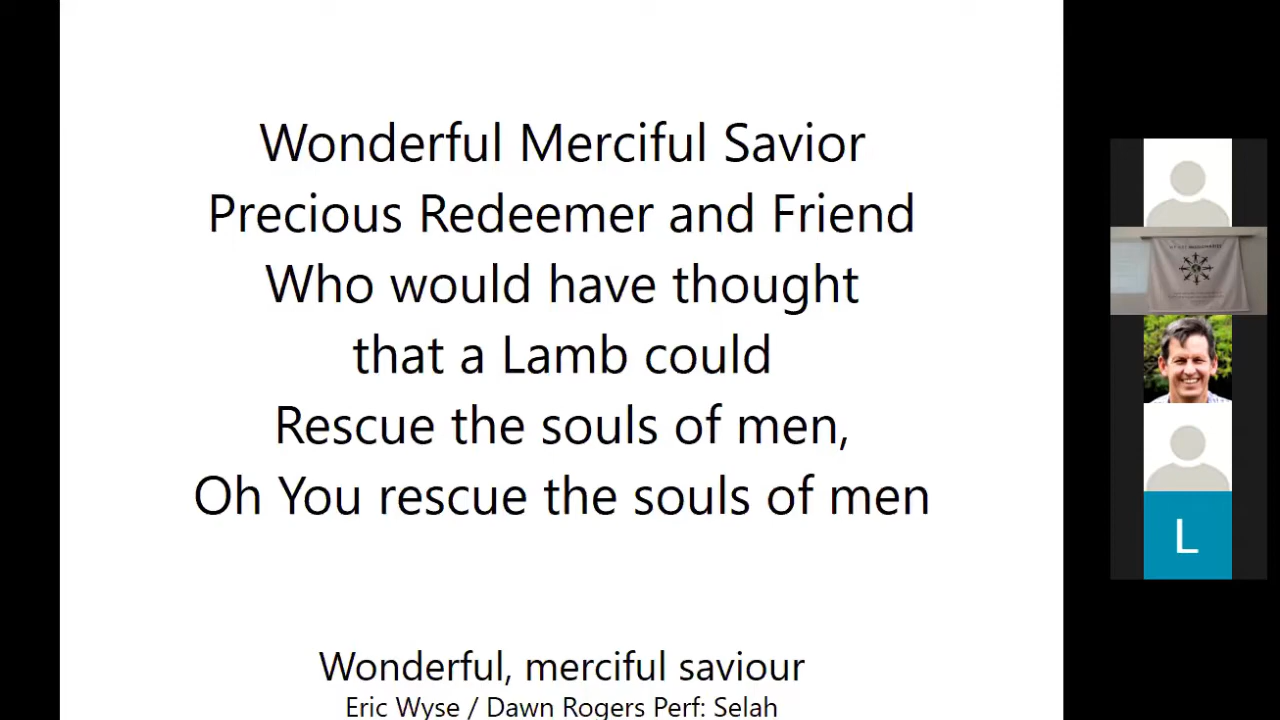 Wonderful Merciful Savior
Precious Redeemer and Friend
Who would have thought
that a Lamb could
Rescue the souls of men,
Oh You rescue the souls of men
Wonderful, merciful saviour
Eric Wyse / Dawn Rogers Perf: Selah
L